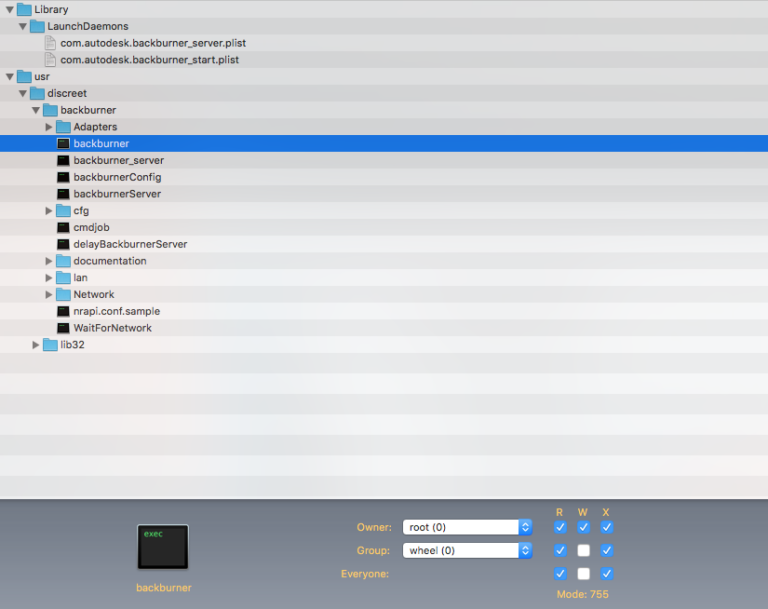 Library
LaunchDaemons
com.autodesk.backburner_server.plist
com.autodesk.backburner_start.plist
usr
discreet
backburner
Adapters
backburner
backburner_server
backburnerConfig
backburnerServer
cfg
cmdjob
delayBackburnerServer
documentation
lan
Network
nrapi.conf.sample
WaitForNetwork
lib32
R W X
Owner: root (0)
exec
Group: wheel (0)
Everyone:
backburner
Mode: 755